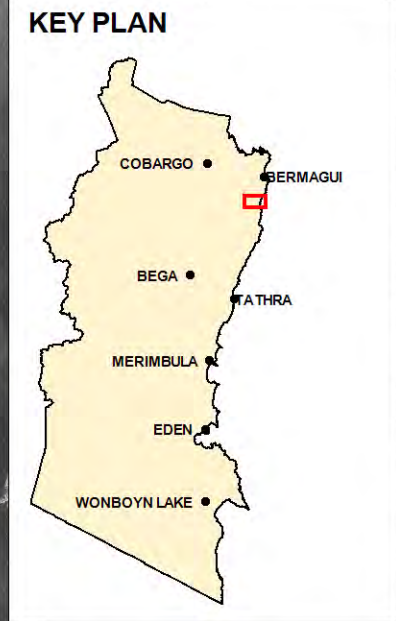 KEY PLAN
COBARGO
BERMAGUI
BEGA
TATHRA
MERIMBULA
EDEN
WONBOYN LAKE